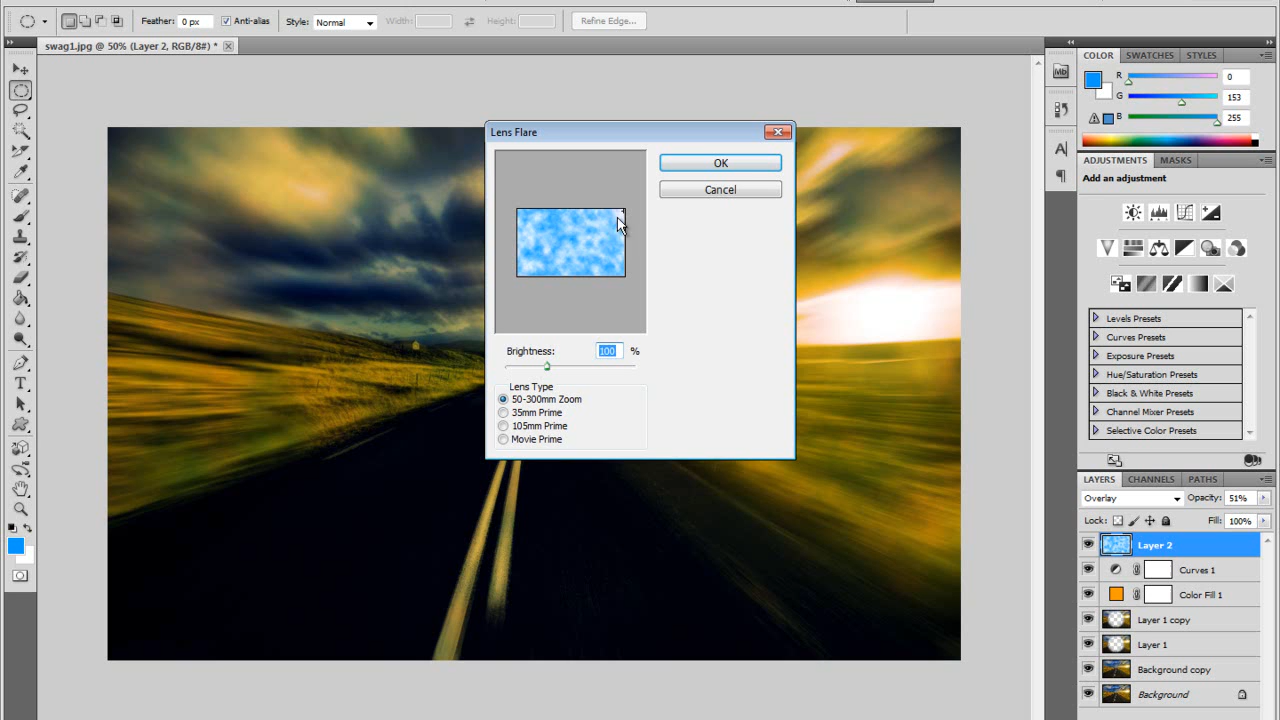 Feather: 0 px Anti-alias Style: Normal Width: Height: Refine Edge...
swag1.jpg @ 50% (Layer 2, RGB/8#) *
Lens Flare
OK
Cancel
Brightness: 100 %
Lens Type
50-300mm Zoom
35mm Prime
105mm Prime
Movie Prime
Mb
A
T
COLOR SWATCHES STYLES
R 0
G 153
B 255
ADJUSTMENTS MASKS
Add an adjustment
Levels Presets
Curves Presets
Exposure Presets
Hue/Saturation Presets
Black & White Presets
Channel Mixer Presets
Selective Color Presets
LAYERS CHANNELS PATHS
Overlay Opacity: 51%
Lock: Fill: 100%
Layer 2
Curves 1
Color Fill 1
Layer 1 copy
Layer 1
Background copy
Background